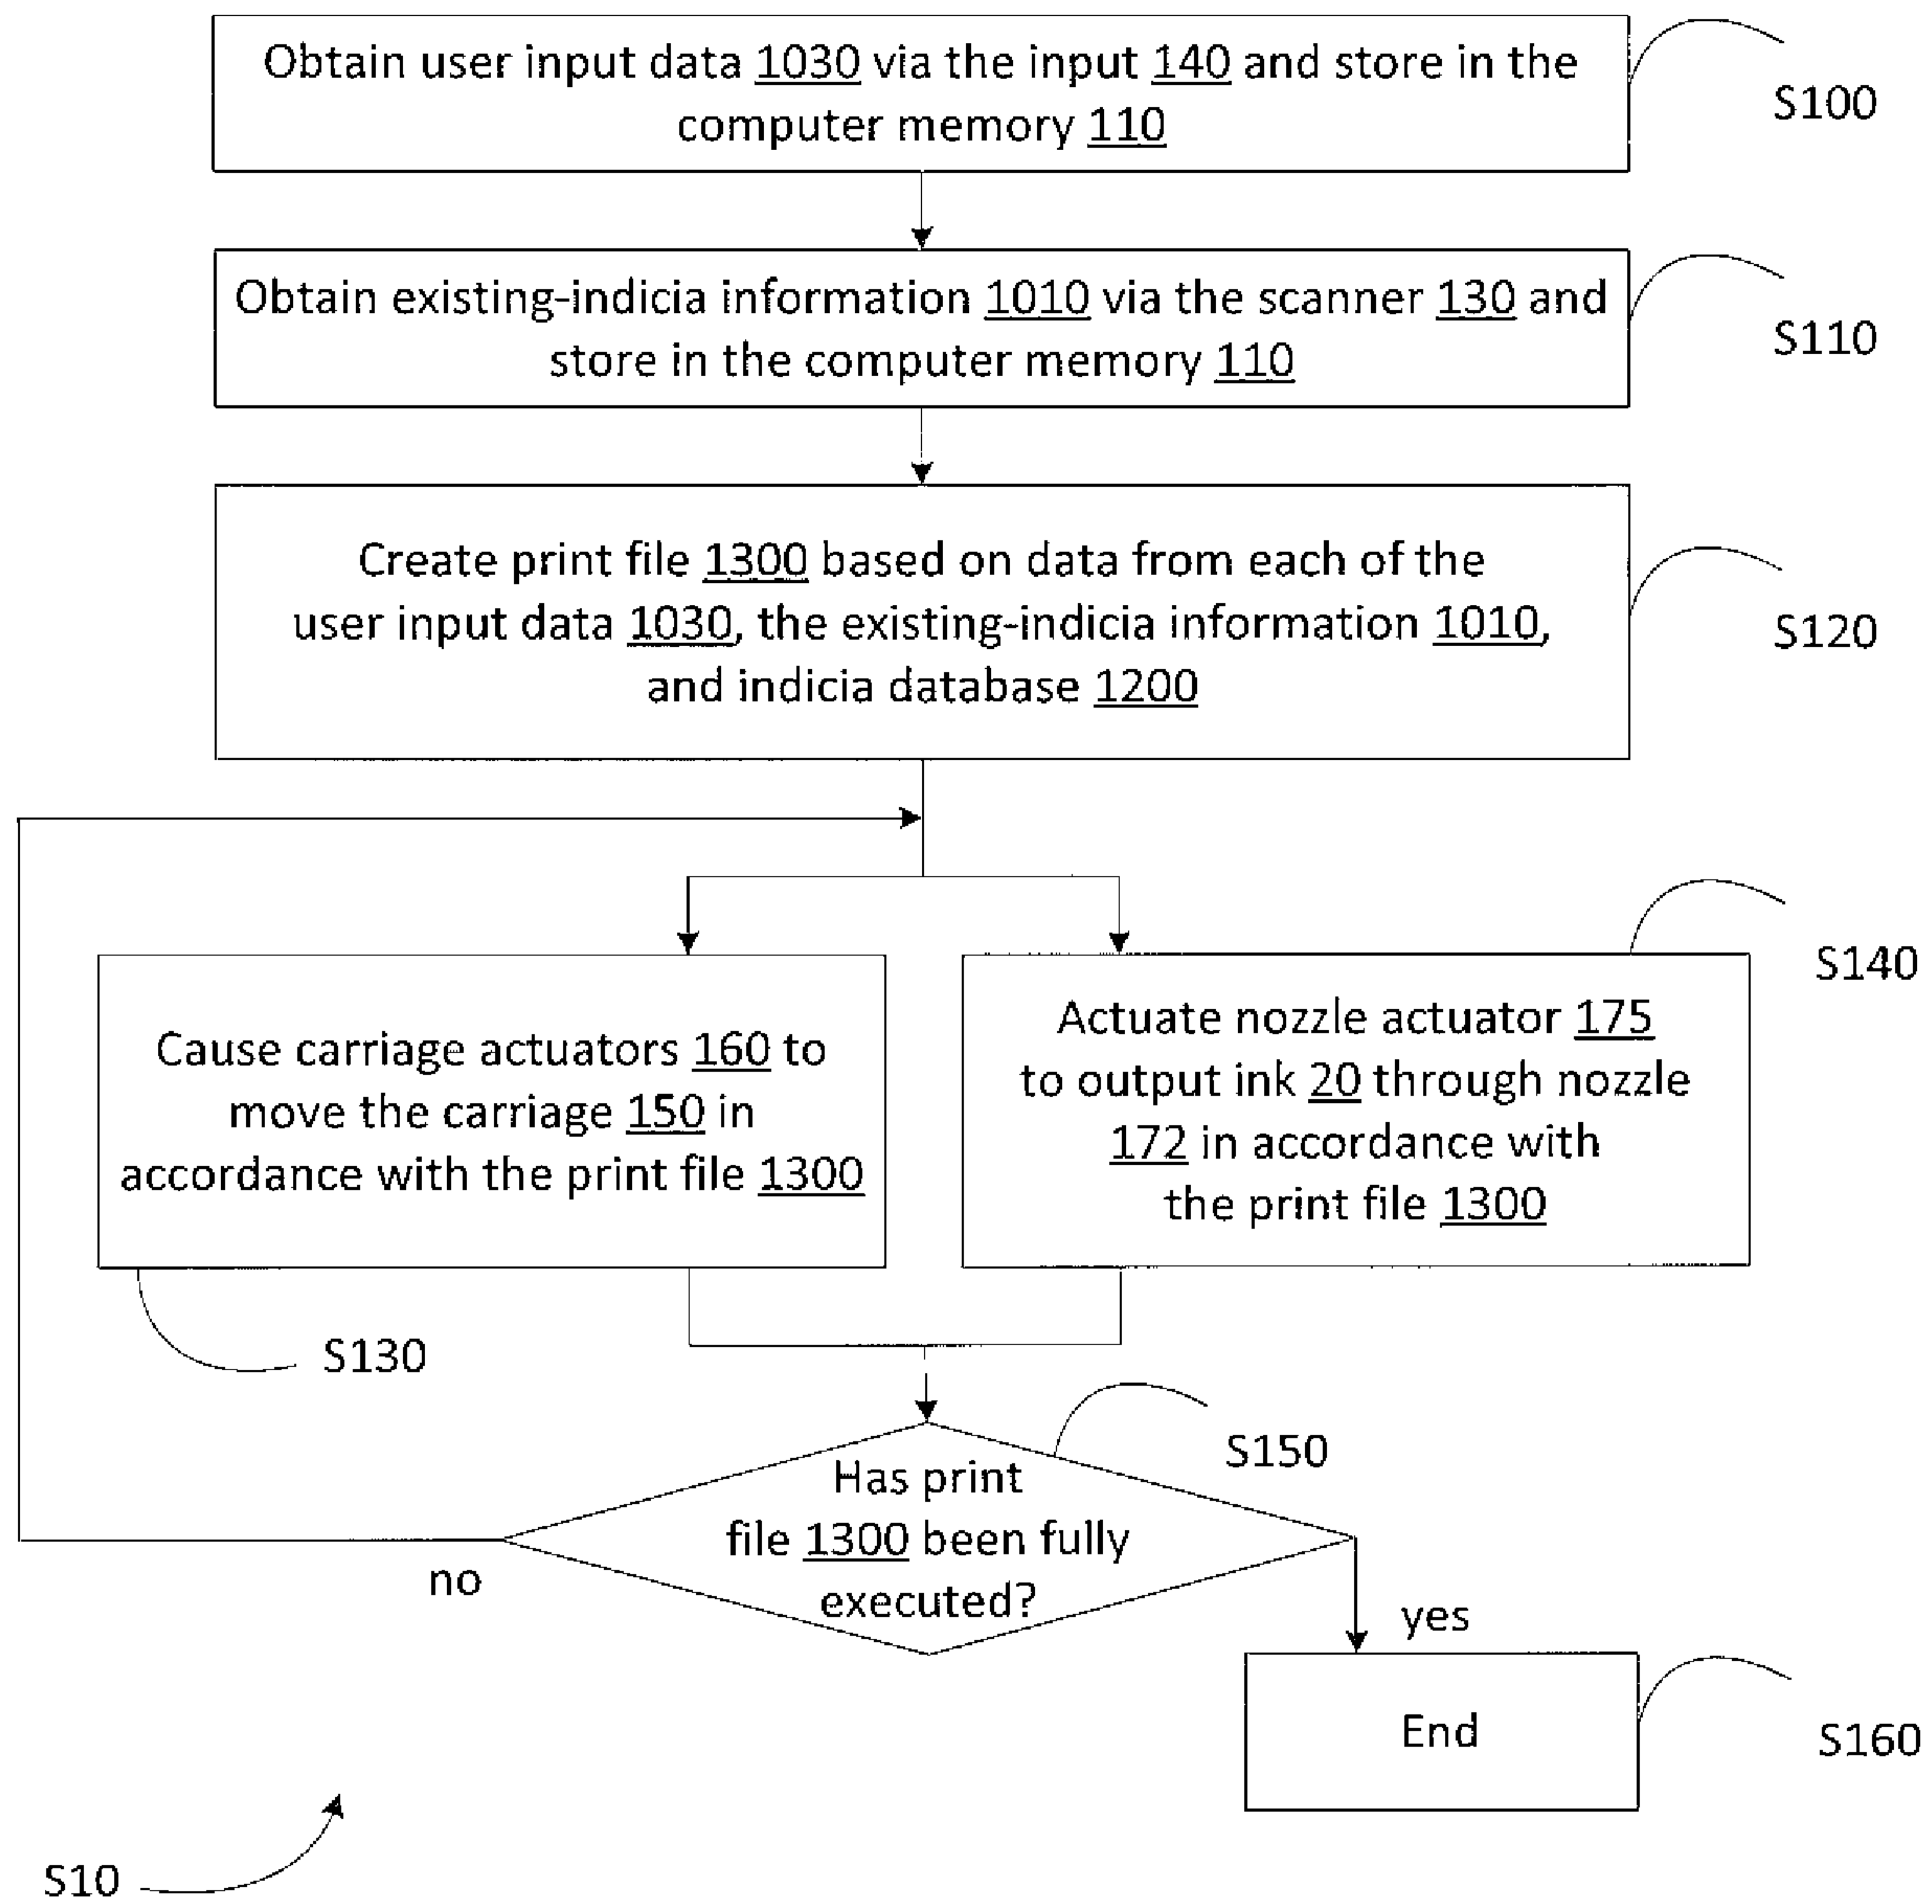 Obtain user input data 1030 via the input 140 and store in the
computer memory 110
S100
Obtain existing-indicia information 1010 via the scanner 130 and
store in the computer memory 110
S110
Create print file 1300 based on data from each of the
user input data 1030, the existing-indicia information 1010,
and indicia database 1200
S120
Cause carriage actuators 160 to
move the carriage 150 in
accordance with the print file 1300
S130
Actuate nozzle actuator 175
to output ink 20 through nozzle
172 in accordance with
the print file 1300
S140
Has print
file 1300 been fully
executed?
S150
no
yes
End
S160
S10